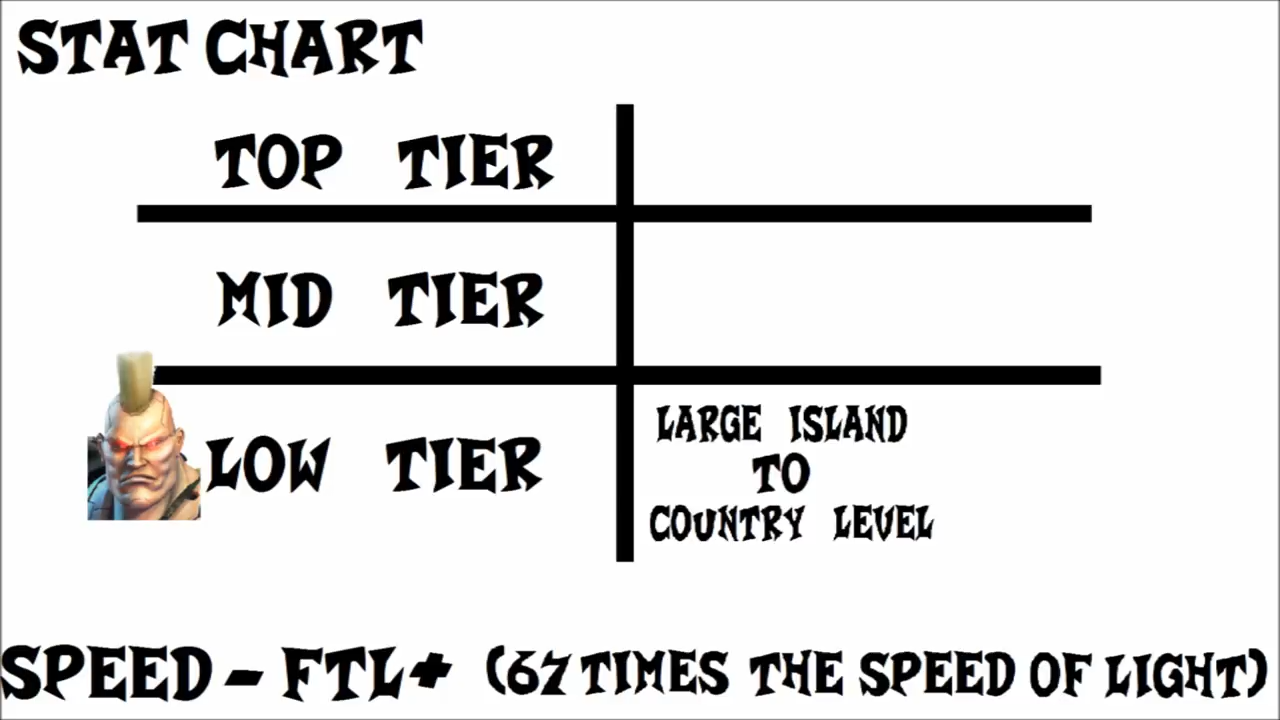 STAT CHART
TOP TIER
MID TIER
LOW TIER
LARGE ISLAND
TO
COUNTRY LEVEL
SPEED - FTL+ (67 TIMES THE SPEED OF LIGHT)